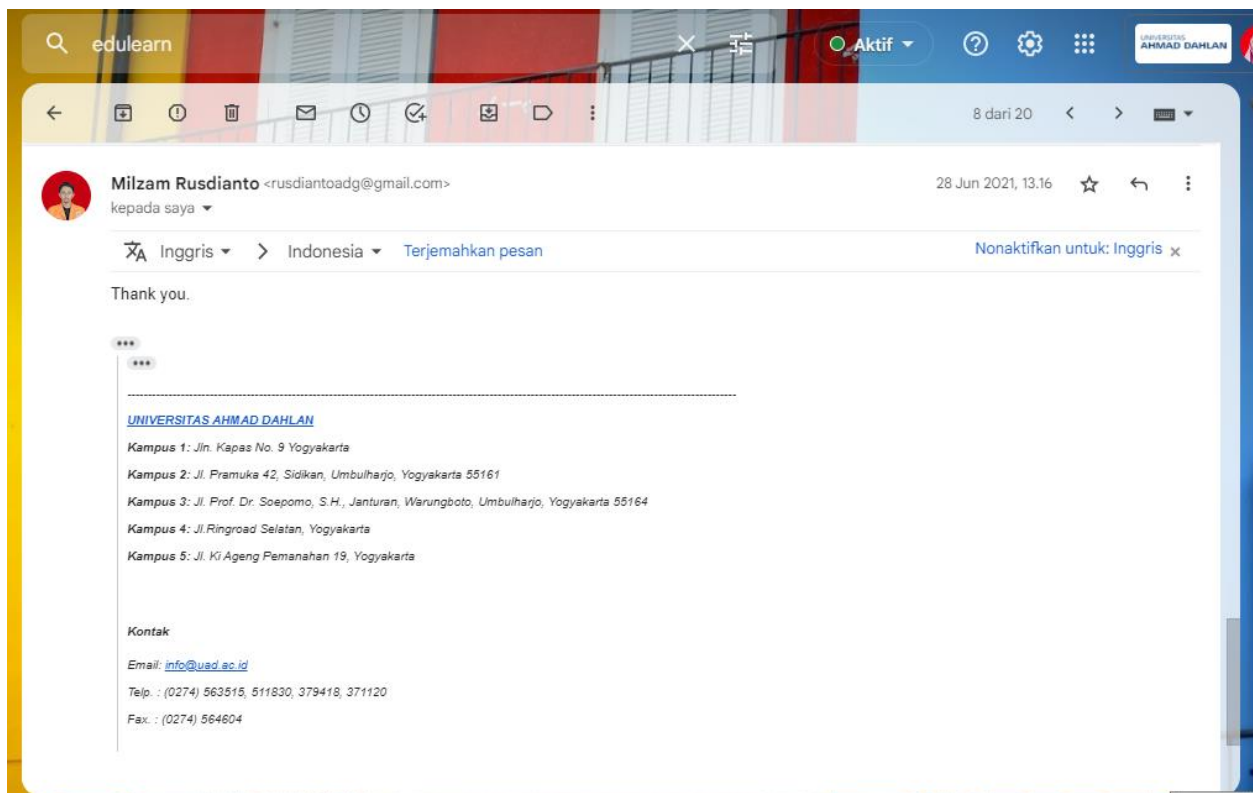 edulearn
Aktif
UNIVERSITAS
AHMAD DAHLAN
8 dari 20
Milzam Rusdianto <rusdiantoadg@gmail.com>
28 Jun 2021, 13.16
kepada saya
Inggris > Indonesia Terjemahkan pesan
Nonaktifkan untuk: Inggris x
Thank you.
UNIVERSITAS AHMAD DAHLAN
Kampus 1: Jln. Kapas No. 9 Yogyakarta
Kampus 2: Jl. Pramuka 42, Sidikan, Umbulharjo, Yogyakarta 55161
Kampus 3: Jl. Prof. Dr. Soepomo, S.H., Janturan, Warungboto, Umbulharjo, Yogyakarta 55164
Kampus 4: Jl.Ringroad Selatan, Yogyakarta
Kampus 5: Jl. Ki Ageng Pemanahan 19, Yogyakarta
Kontak
Email: info@uad.ac.id
Telp. : (0274) 563515, 511830, 379418, 371120
Fax. : (0274) 564604